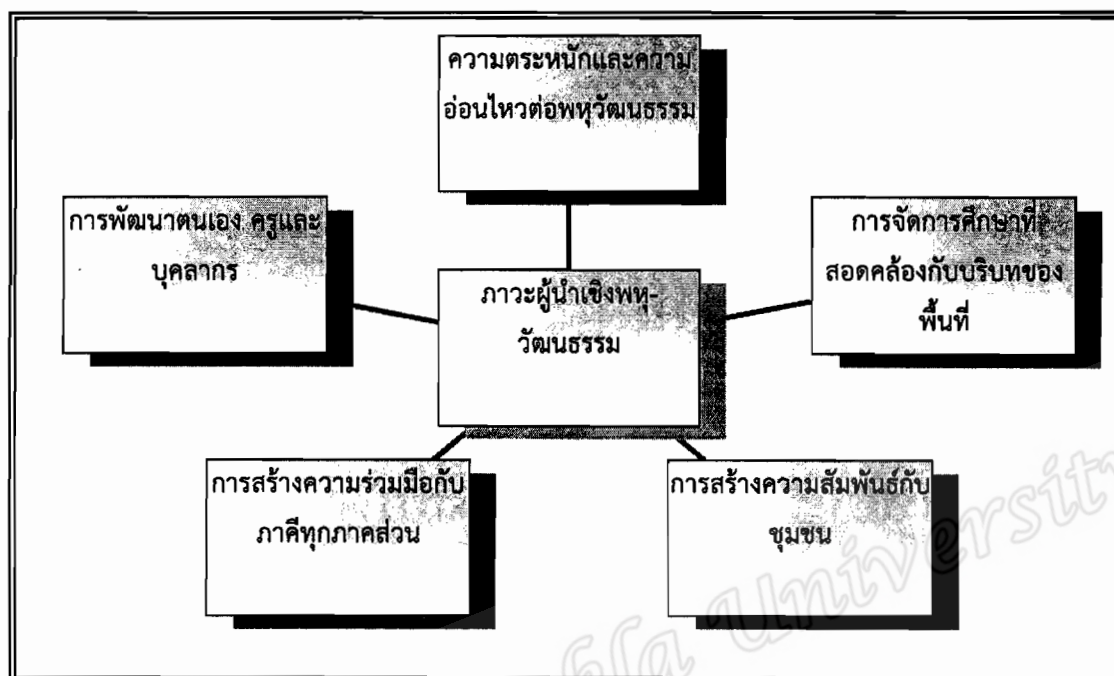 ความตระหนักและความ
อ่อนไหวต่อพหุวัฒนธรรม
การพัฒนาตนเอง ครูและ
บุคลากร
การจัดการศึกษาที่
สอดคล้องกับบริบทของ
พื้นที่
ภาวะผู้นำเชิงพหุ-
วัฒนธรรม
การสร้างความร่วมมือกับ
ภาคีทุกภาคส่วน
การสร้างความสัมพันธ์กับ
ชุมชน